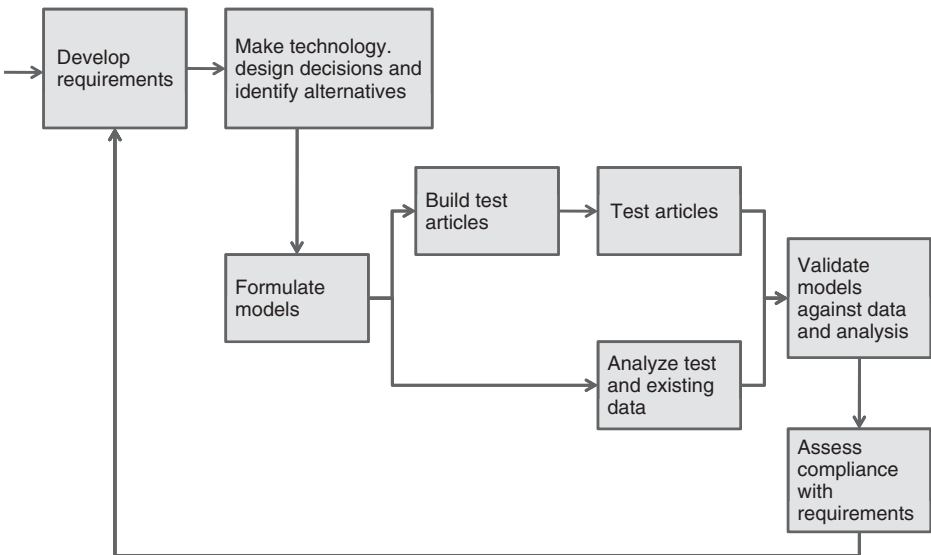 Develop
requirements
Make technology.
design decisions and
identify alternatives
Build test
articles
Test articles
Formulate
models
Validate
models
against data
and analysis
Analyze test
and existing
data
Assess
compliance
with
requirements